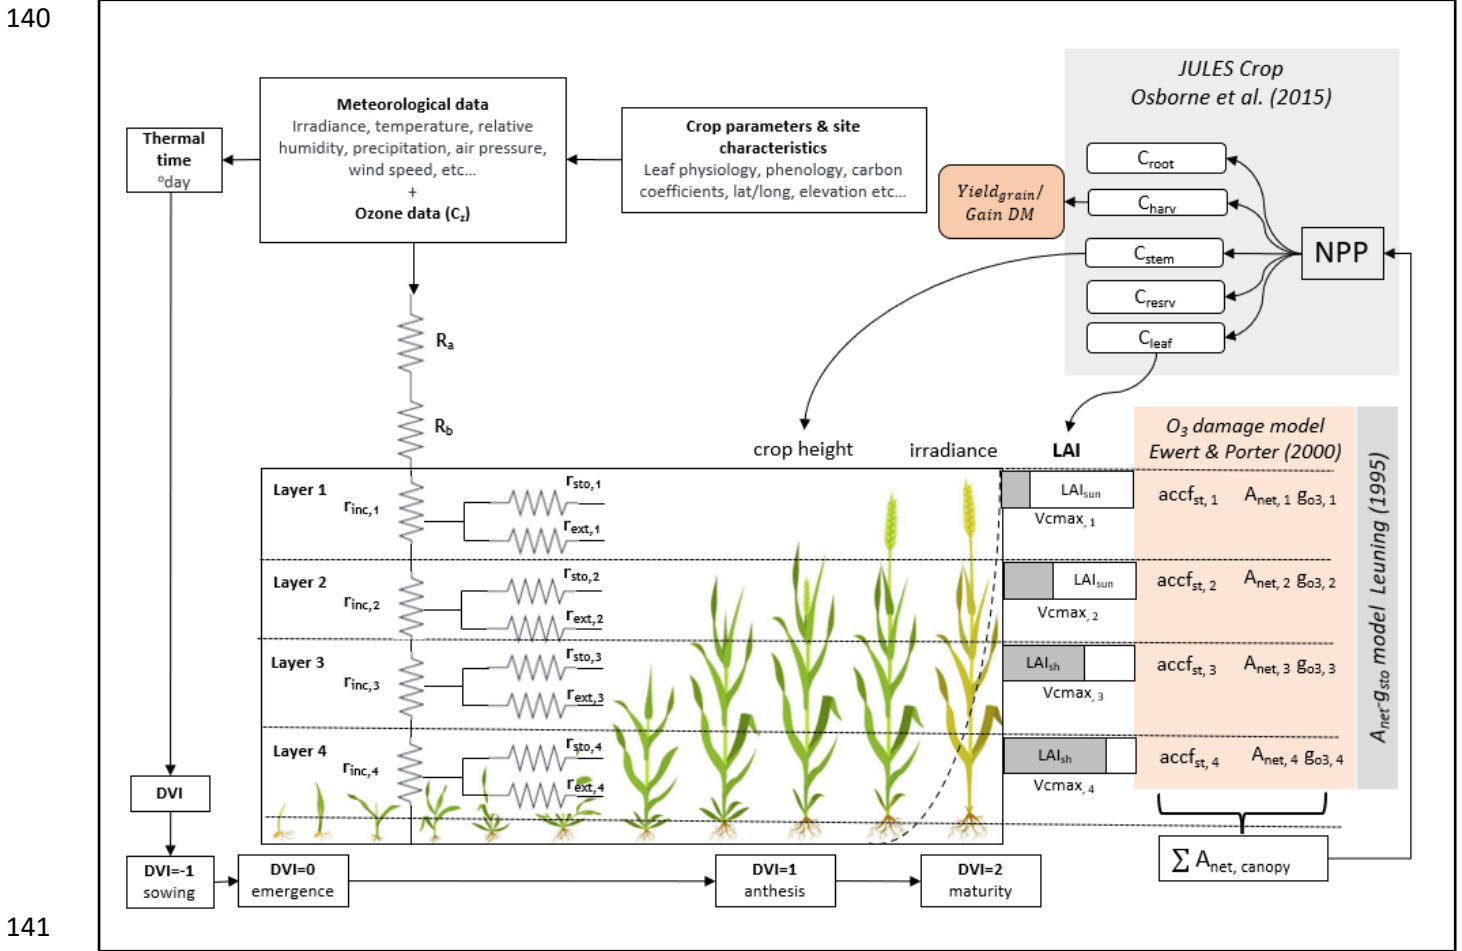 140
JULES Crop
Osborne et al. (2015)
Meteorological data
Irradiance, temperature, relative
humidity, precipitation, air pressure,
wind speed, etc...
+
Ozone data (Cz)
Thermal
time
ºday
Crop parameters & site
characteristics
Leaf physiology, phenology, carbon
coefficients, lat/long, elevation etc...
Yieldgrain/
Gain DM
Croot
Charv
Cstem
Cresrv
Cleaf
NPP
Ra
Rb
crop height
irradiance
LAI
O3 damage model
Ewert & Porter (2000)
Anet-gsto model Leuning (1995)
Layer 1
rinc,1
rsto,1
rext,1
LAIsun
Vcmax,1
accfst, 1
Anet, 1 go3, 1
Layer 2
rinc,2
rsto,2
rext,2
LAIsun
Vcmax,2
accfst, 2
Anet, 2 go3, 2
Layer 3
rinc,3
rsto,3
rext,3
LAIsh
Vcmax,3
accfst, 3
Anet, 3 go3, 3
Layer 4
rinc,4
rsto,4
rext,4
LAIsh
Vcmax,4
accfst, 4
Anet, 4 go3, 4
∑ Anet, canopy
DVI
DVI=-1
sowing
DVI=0
emergence
DVI=1
anthesis
DVI=2
maturity
141